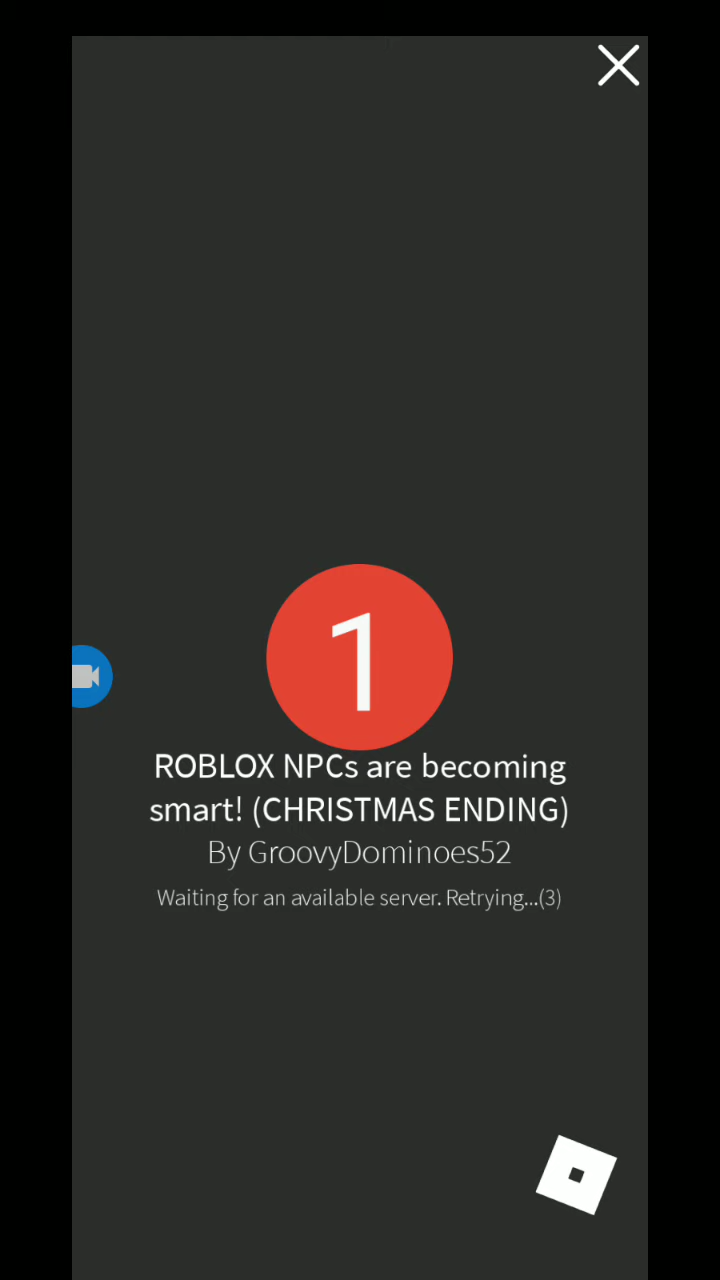 1
ROBLOX NPCs are becoming
smart! (CHRISTMAS ENDING)
By GroovyDominoes52
Waiting for an available server. Retrying...(3)